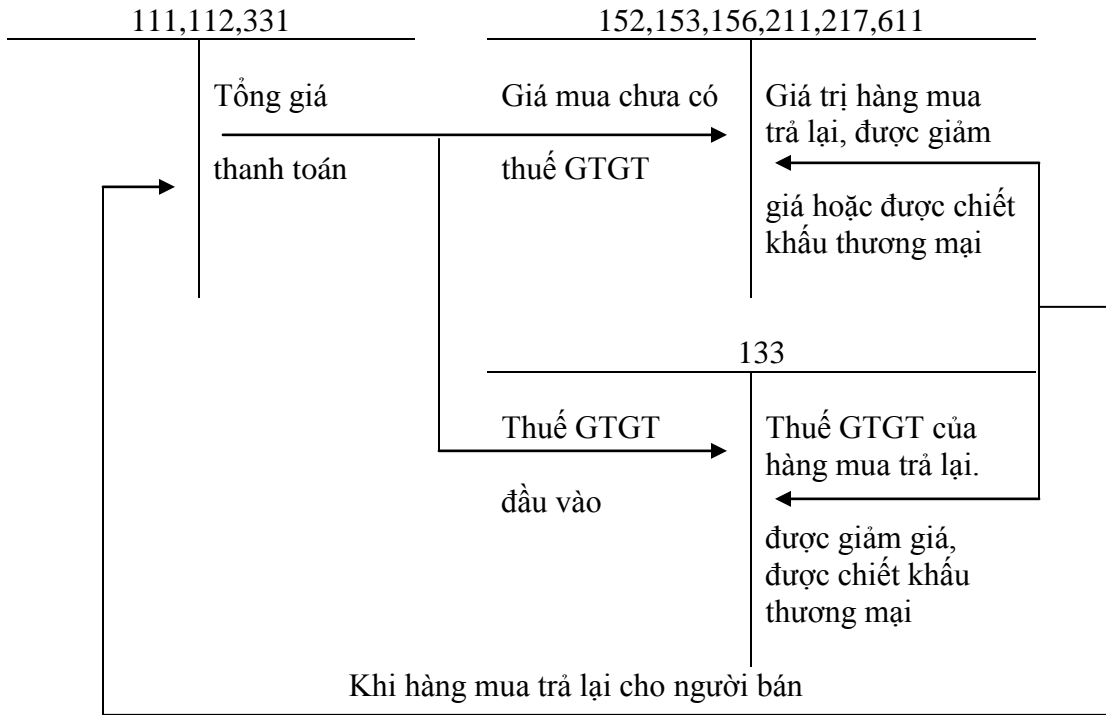 111,112,331
152,153,156,211,217,611
Tổng giá
thanh toán
Giá mua chưa có
thuế GTGT
Giá trị hàng mua
trả lại, được giảm
giá hoặc được chiết
khấu thương mại
133
Thuế GTGT
đầu vào
Thuế GTGT của
hàng mua trả lại.
được giảm giá,
được chiết khấu
thương mại
Khi hàng mua trả lại cho người bán